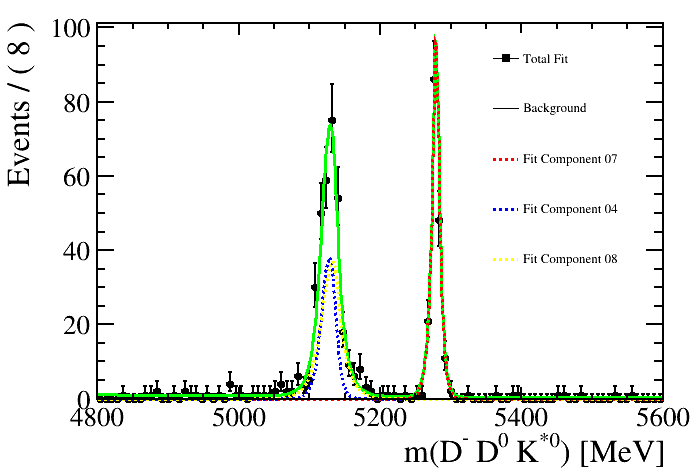 Events / ( 8 )
100
80
60
40
20
0
4800 5000 5200 5400 5600
m(D⁻ D⁰ K*⁰) [MeV]
Total Fit
Background
Fit Component 07
Fit Component 04
Fit Component 08